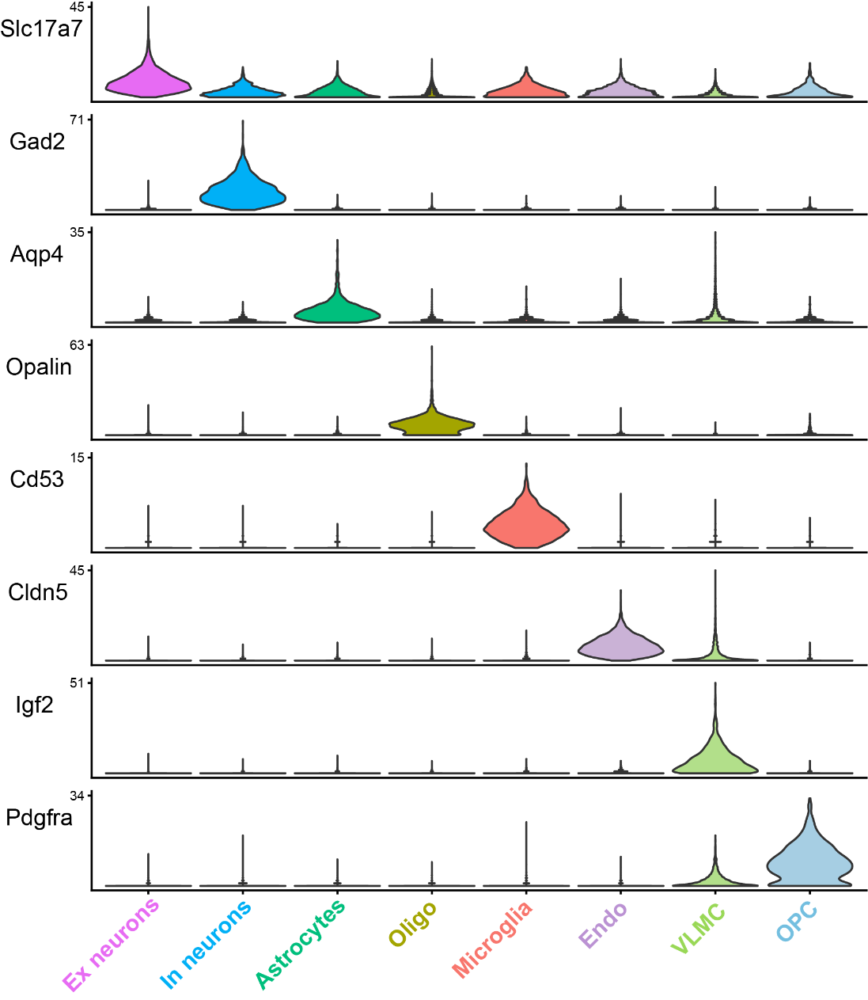 45
Slc17a7
71
Gad2
35
Aqp4
63
Opalin
15
Cd53
45
Cldn5
51
Igf2
34
Pdgfra
Ex neurons
In neurons
Astrocytes
Oligo
Microglia
Endo
VLMC
OPC